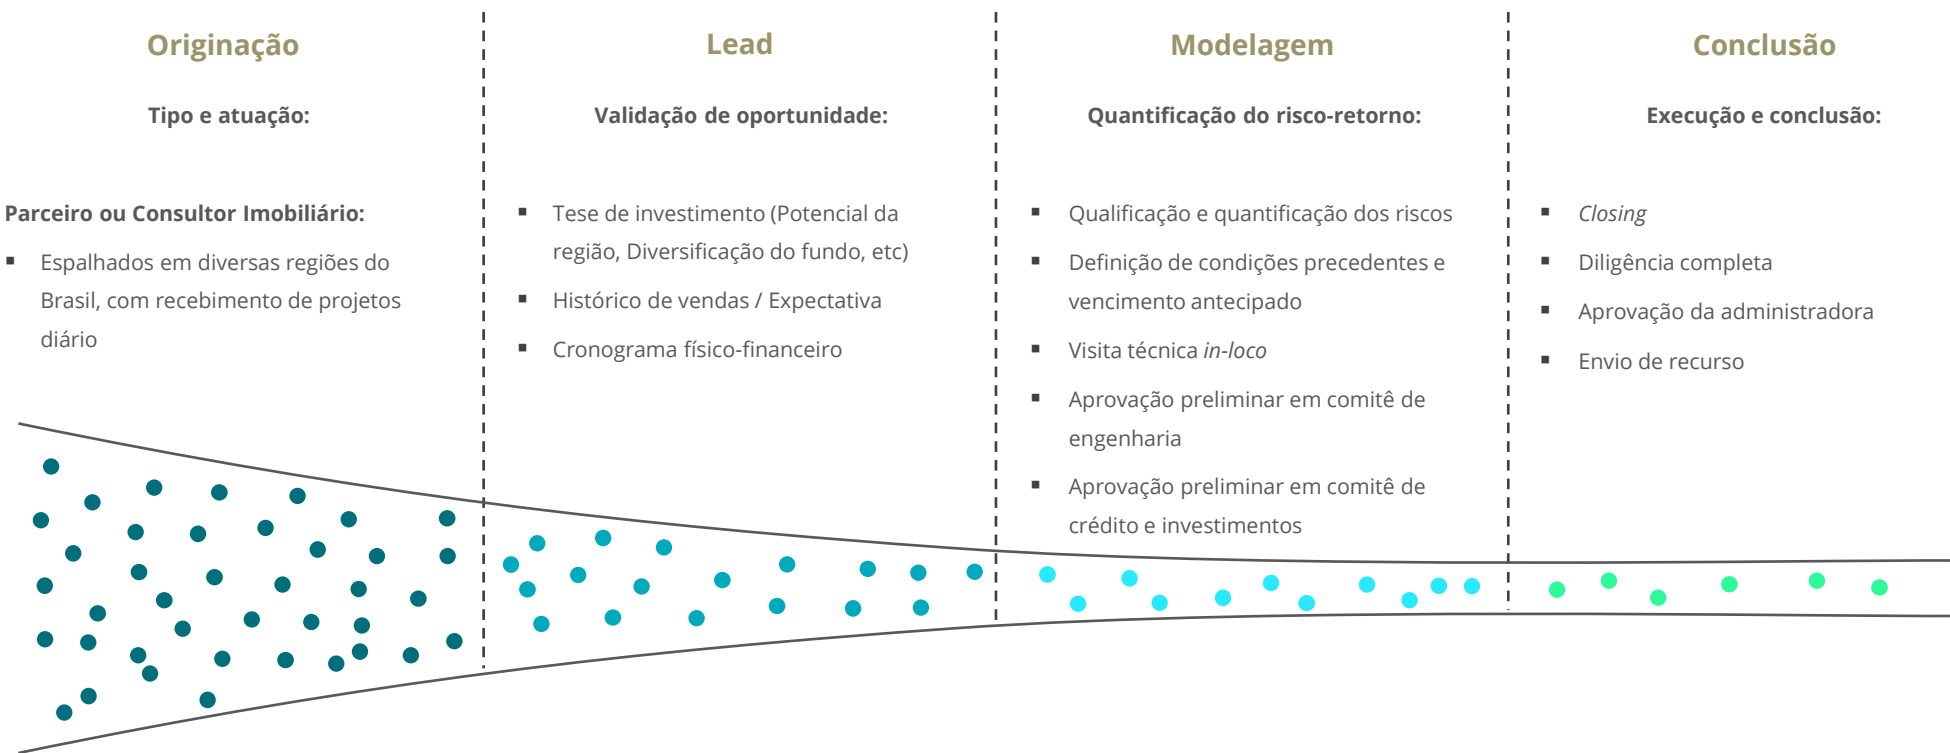 Originação
Tipo e atuação:
Parceiro ou Consultor Imobiliário:
▪ Espalhados em diversas regiões do
Brasil, com recebimento de projetos
diário
Lead
Validação de oportunidade:
▪ Tese de investimento (Potencial da
região, Diversificação do fundo, etc)
▪ Histórico de vendas / Expectativa
▪ Cronograma físico-financeiro
Modelagem
Quantificação do risco-retorno:
▪ Qualificação e quantificação dos riscos
▪ Definição de condições precedentes e
vencimento antecipado
▪ Visita técnica in-loco
▪ Aprovação preliminar em comitê de
engenharia
▪ Aprovação preliminar em comitê de
crédito e investimentos
Conclusão
Execução e conclusão:
▪ Closing
▪ Diligência completa
▪ Aprovação da administradora
▪ Envio de recurso